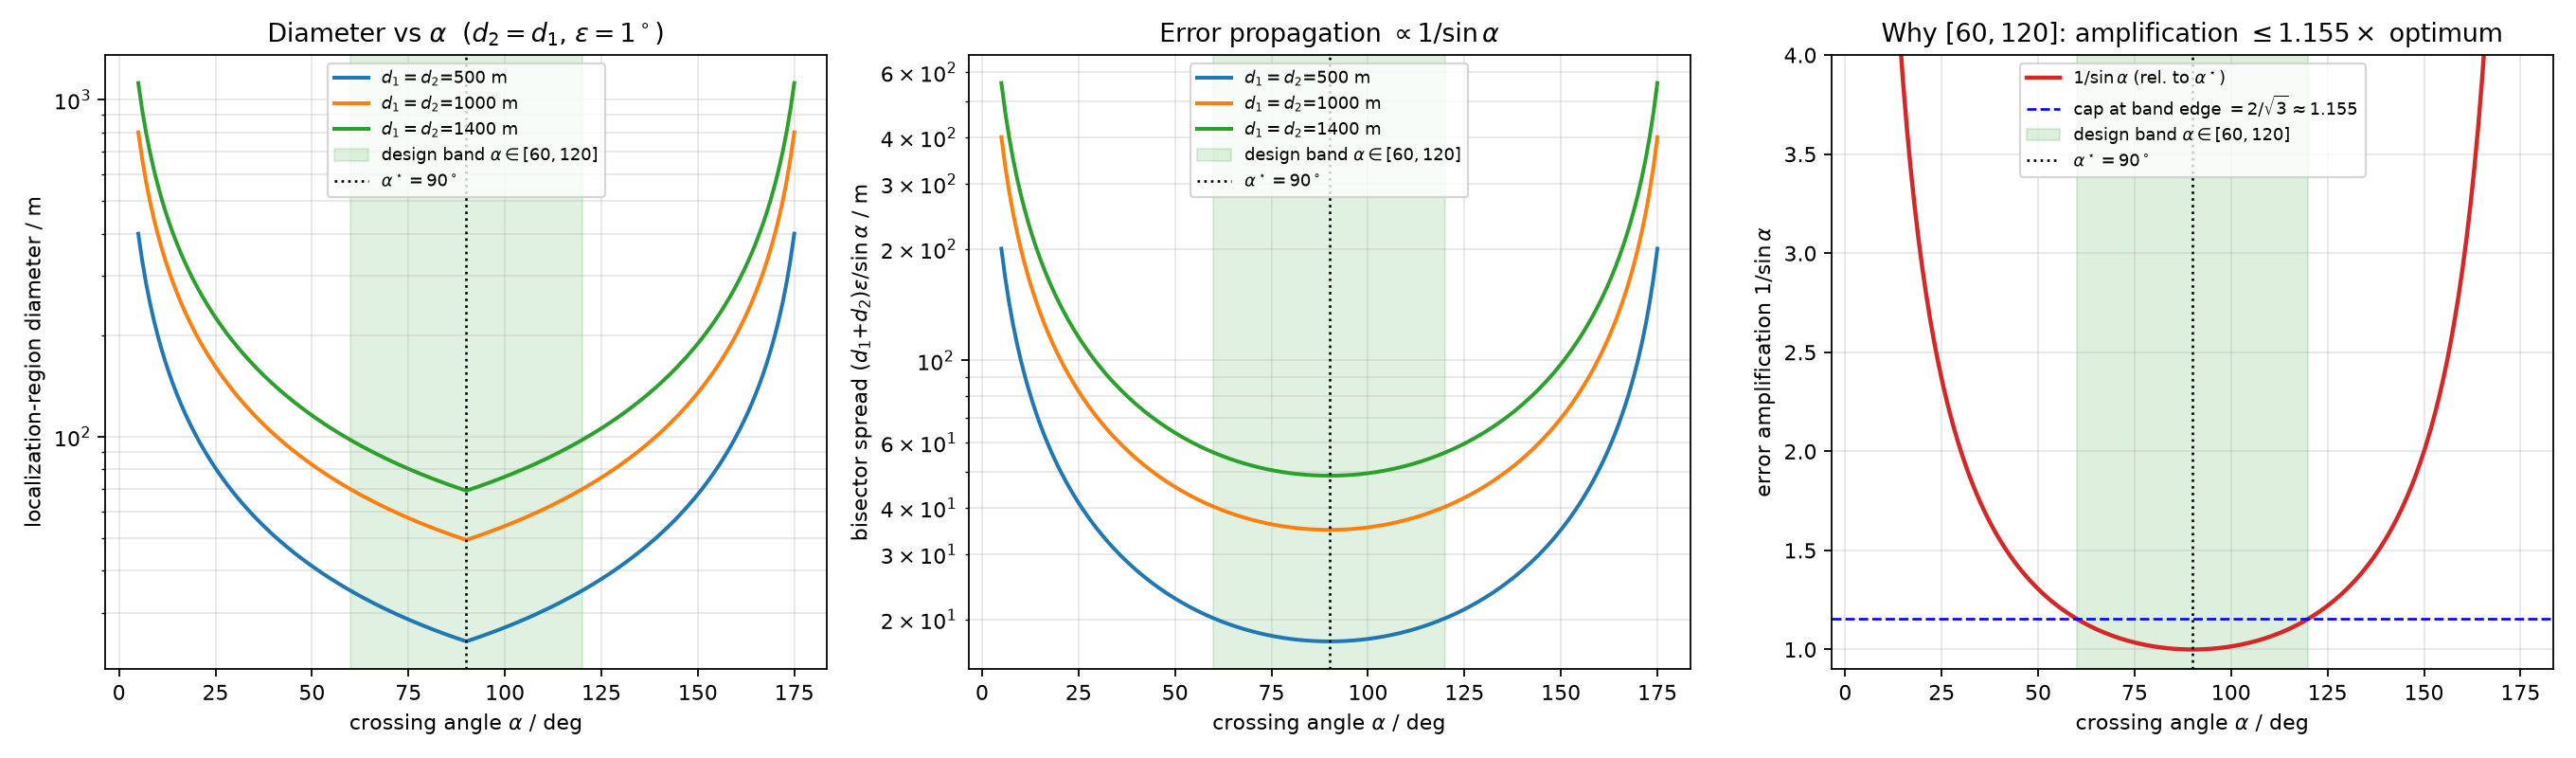 Diameter vs α (d₂ = d₁, ε = 1°)
localization-region diameter / m
10³
10²
d₁ = d₂=500 m
d₁ = d₂=1000 m
d₁ = d₂=1400 m
design band α ∈ [60, 120]
α⋆ = 90°
0 25 50 75 100 125 150 175
crossing angle α / deg
Error propagation ∝ 1/sin α
bisector spread (d₁+d₂)ε/sin α / m
6 × 10²
4 × 10²
3 × 10²
2 × 10²
10²
6 × 10¹
4 × 10¹
3 × 10¹
2 × 10¹
d₁ = d₂=500 m
d₁ = d₂=1000 m
d₁ = d₂=1400 m
design band α ∈ [60, 120]
α⋆ = 90°
0 25 50 75 100 125 150 175
crossing angle α / deg
Why [60, 120]: amplification ≤ 1.155 × optimum
error amplification 1/sin α
4.0
3.5
3.0
2.5
2.0
1.5
1.0
1/sin α (rel. to α⋆)
cap at band edge = 2/√3 ≈ 1.155
design band α ∈ [60, 120]
α⋆ = 90°
0 25 50 75 100 125 150 175
crossing angle α / deg